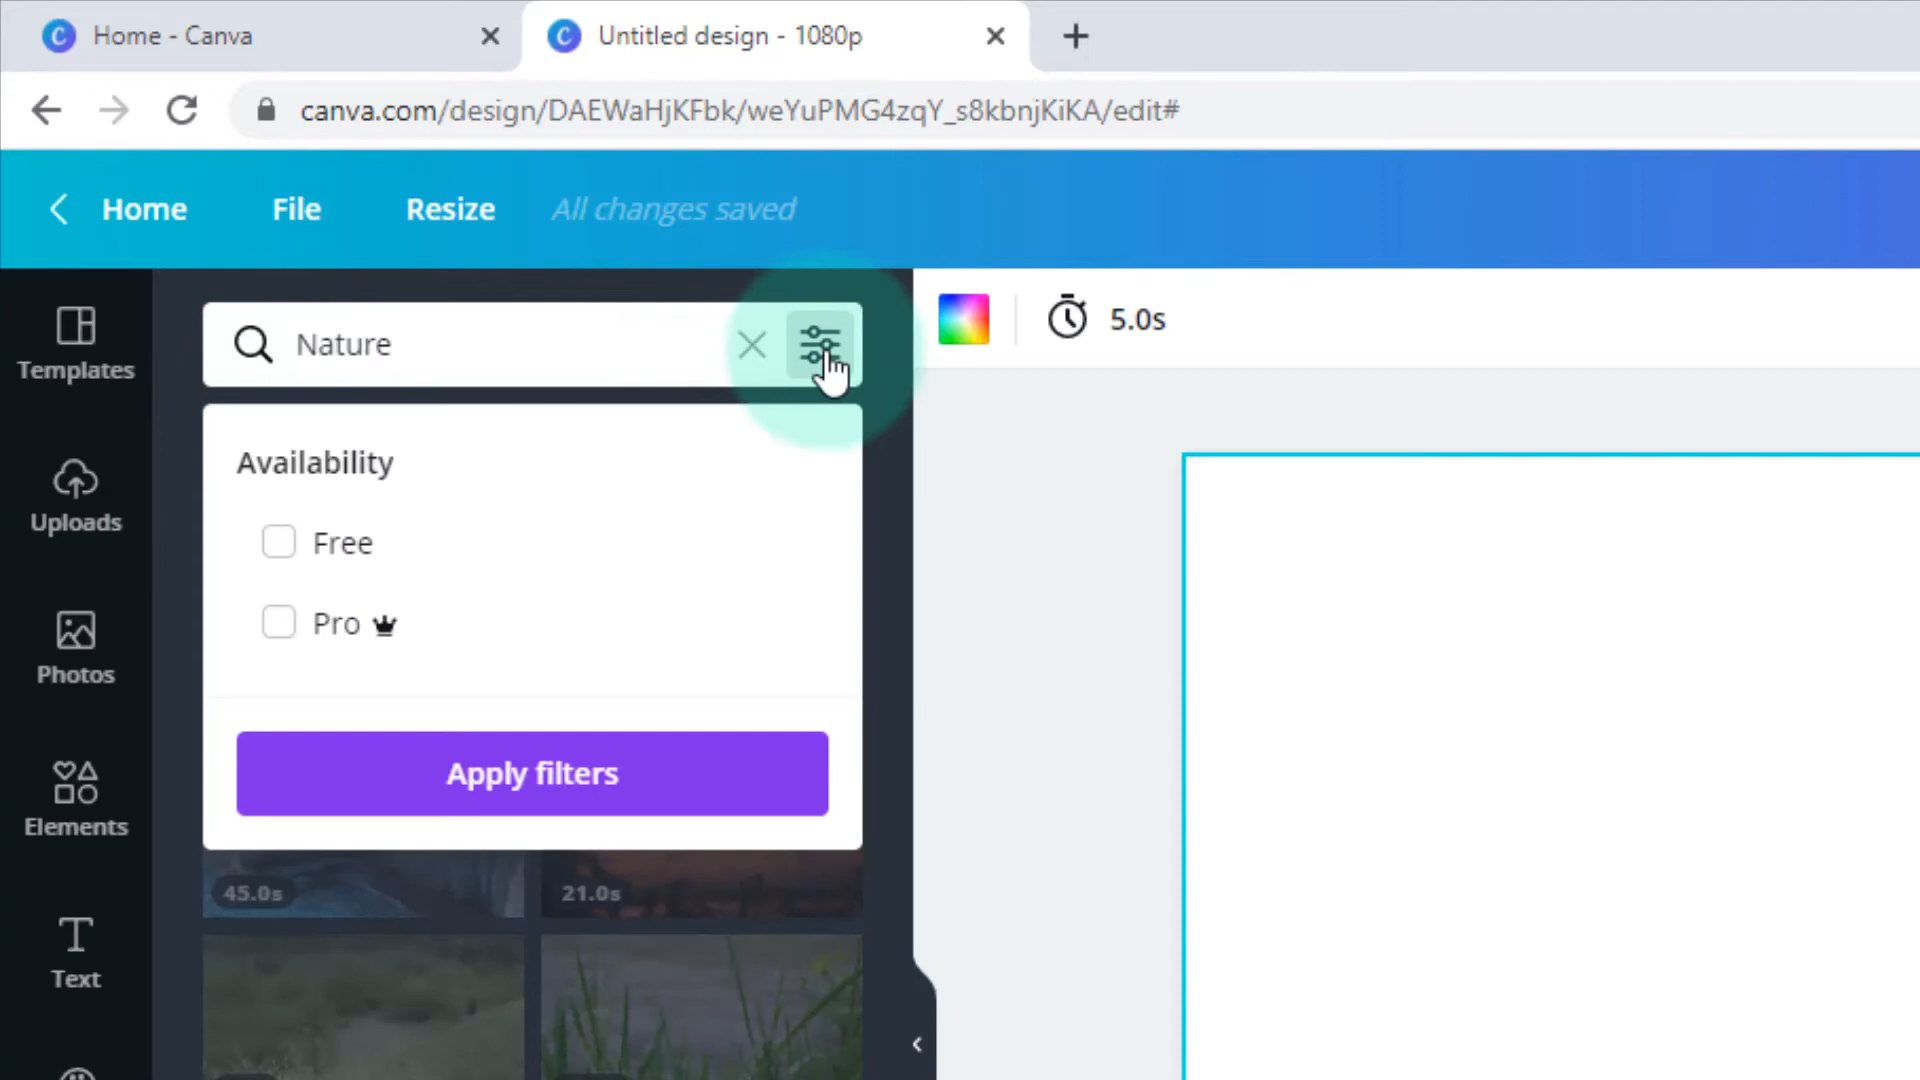 Home - Canva
Untitled design - 1080p
canva.com/design/DAEWaHjKFbk/weYuPMG4zqY_s8kbnjKiKA/edit#
Home
File
Resize
All changes saved
Templates
Uploads
Photos
Elements
Text
Nature
Availability
Free
Pro
Apply filters
45.0s
21.0s
5.0s